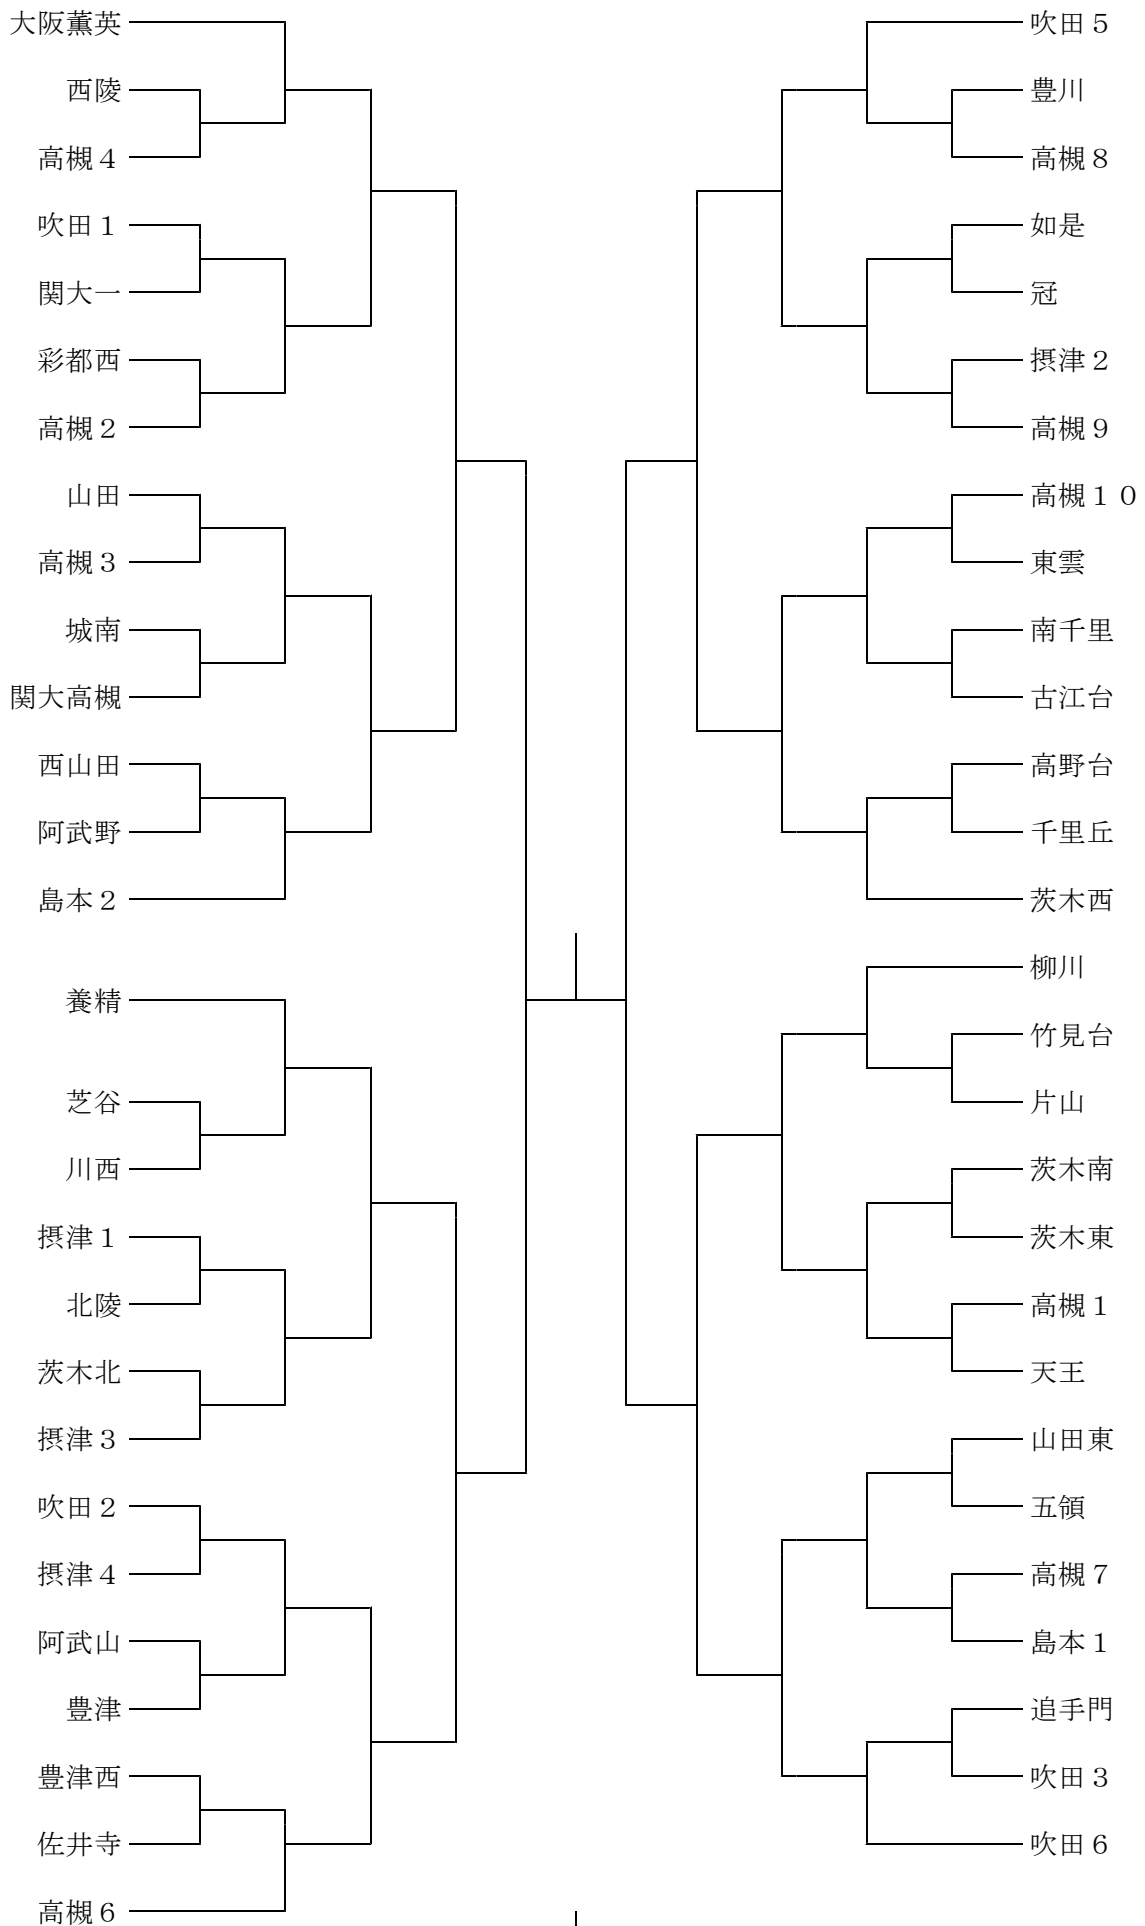 大阪薫英
西陵
高槻４
吹田１
関大一
彩都西
高槻２
山田
高槻３
城南
関大高槻
西山田
阿武野
島本２
養精
芝谷
川西
摂津１
北陵
茨木北
摂津３
吹田２
摂津４
阿武山
豊津
豊津西
佐井寺
高槻６
吹田５
豊川
高槻８
如是
冠
摂津２
高槻９
高槻１０
東雲
南千里
古江台
高野台
千里丘
茨木西
柳川
竹見台
片山
茨木南
茨木東
高槻１
天王
山田東
五領
高槻７
島本１
追手門
吹田３
吹田６